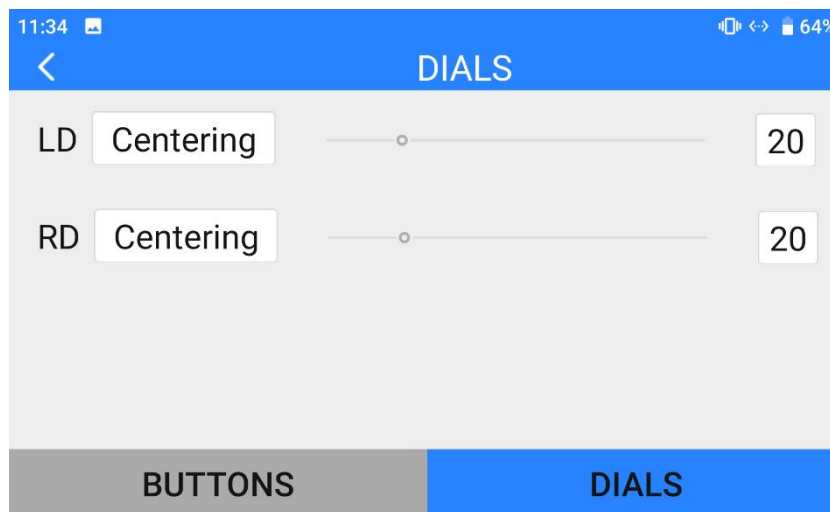 11:34 64%
DIALS
LD Centering 20
RD Centering 20
BUTTONS DIALS